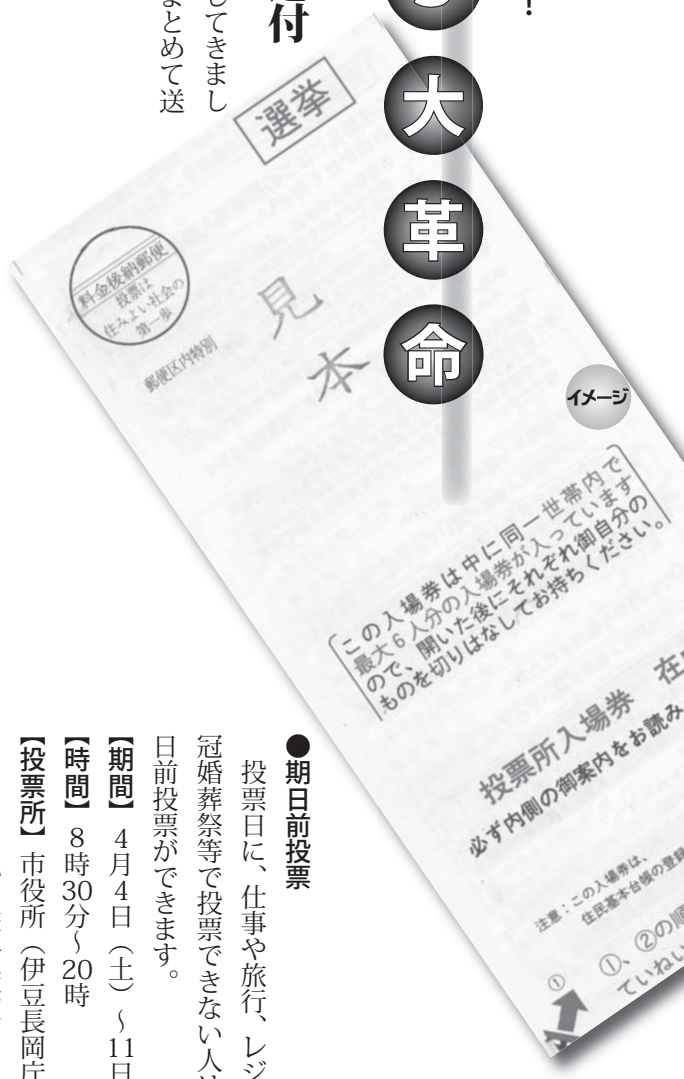 ！
大革命
付
してきまし
まとめて送
イメージ
選挙
料金後納郵便
投票は
住みよい社会の
第一歩
郵便区内特別
見本
この入場券は中に同一世帯内で
最大6人分の入場券が入っています
ので、開いた後にそれぞれ御自分の
ものを切りはなしてお持ちください。
投票所入場券 在
必ず内側の御案内をお読み
注意：この入場券は、
住民基本台帳の登録
①、②の順
ていねい
①
●期日前投票
投票日に、仕事や旅行、レジ
冠婚葬祭等で投票できない人は
日前投票ができます。
【期間】 4月4日（土）～11日
【時間】 8時30分～20時
【投票所】 市役所（伊豆長岡庁